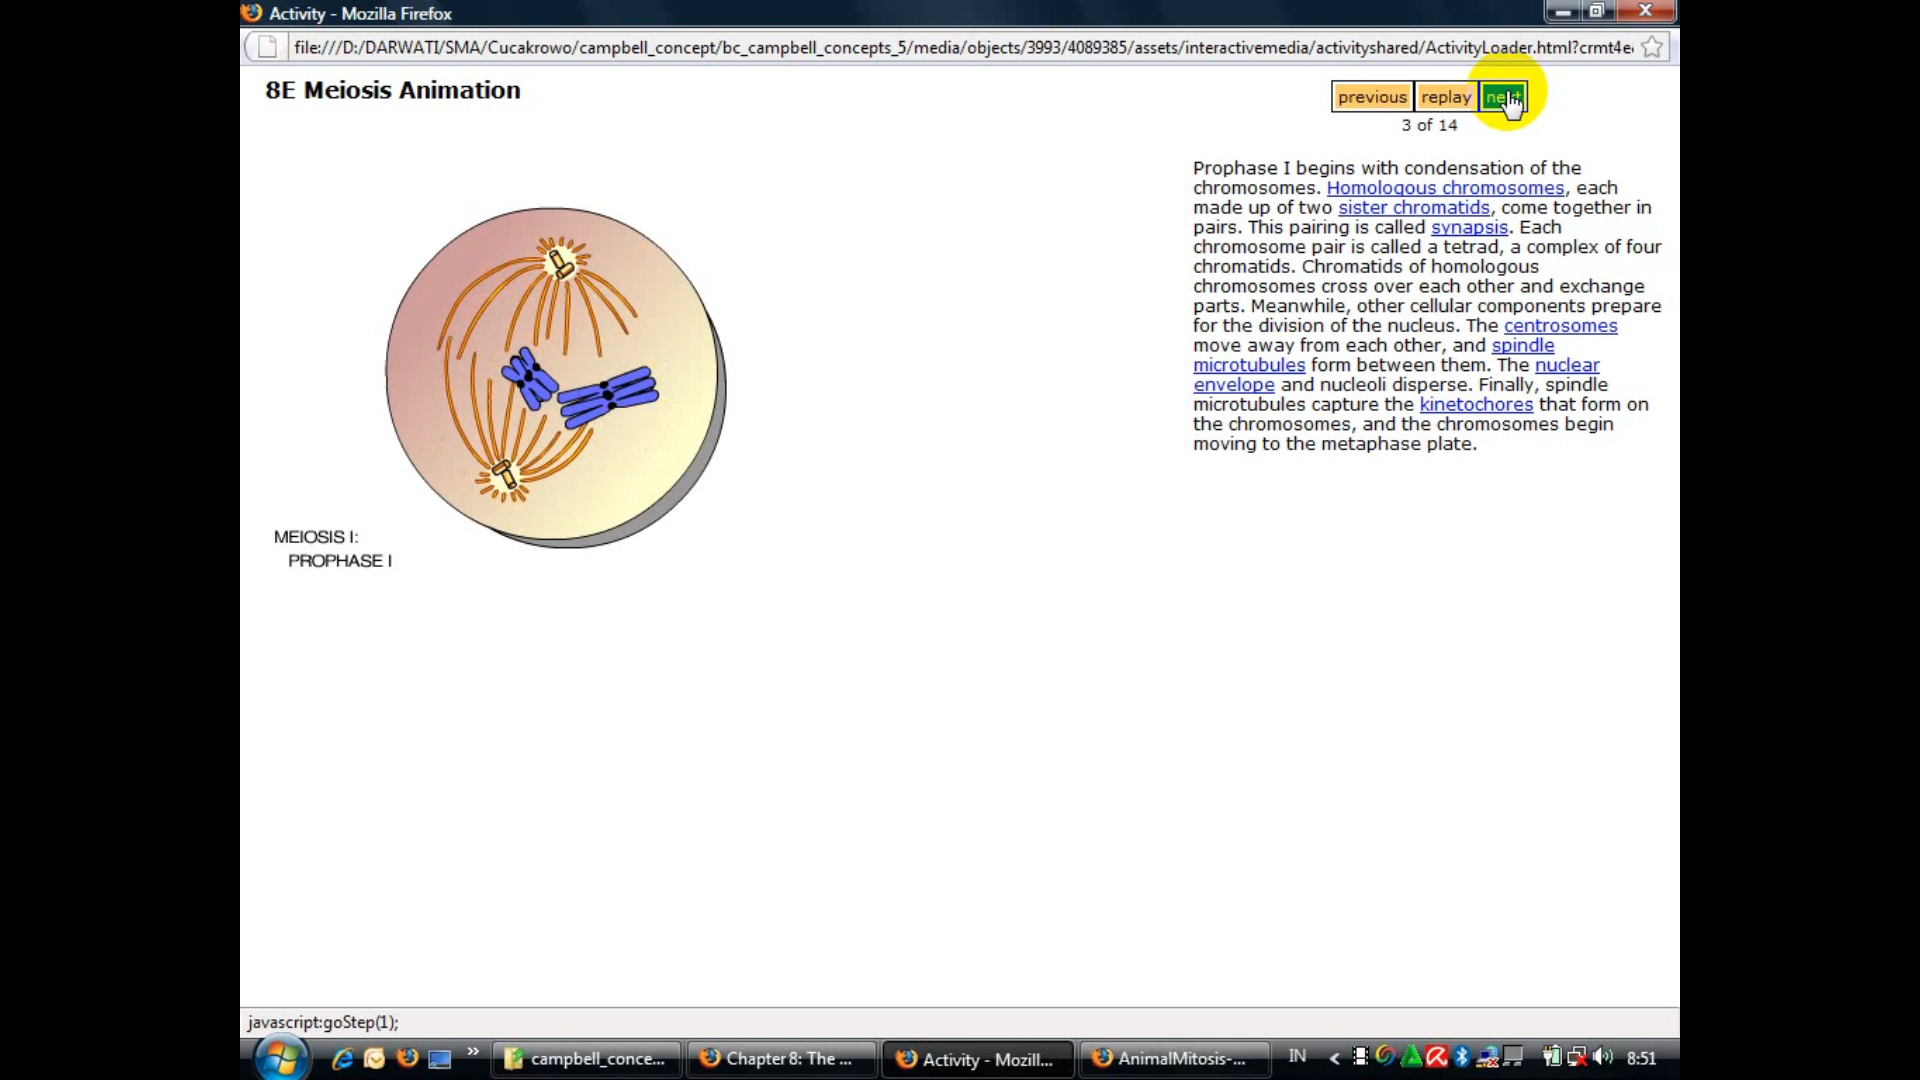 Activity - Mozilla Firefox
file:///D:/DARWATI/SMA/Cucakrowo/campbell_concept/bc_campbell_concepts_5/media/objects/3993/4089385/assets/interactivemedia/activityshared/ActivityLoader.html?crmt4e
8E Meiosis Animation
previous replay next
3 of 14
Prophase I begins with condensation of the
chromosomes. Homologous chromosomes, each
made up of two sister chromatids, come together in
pairs. This pairing is called synapsis. Each
chromosome pair is called a tetrad, a complex of four
chromatids. Chromatids of homologous
chromosomes cross over each other and exchange
parts. Meanwhile, other cellular components prepare
for the division of the nucleus. The centrosomes
move away from each other, and spindle
microtubules form between them. The nuclear
envelope and nucleoli disperse. Finally, spindle
microtubules capture the kinetochores that form on
the chromosomes, and the chromosomes begin
moving to the metaphase plate.
MEIOSIS I:
PROPHASE I
javascript:goStep(1);
campbell_conce... Chapter 8: The ... Activity - Mozill... AnimalMitosis-... IN 8:51